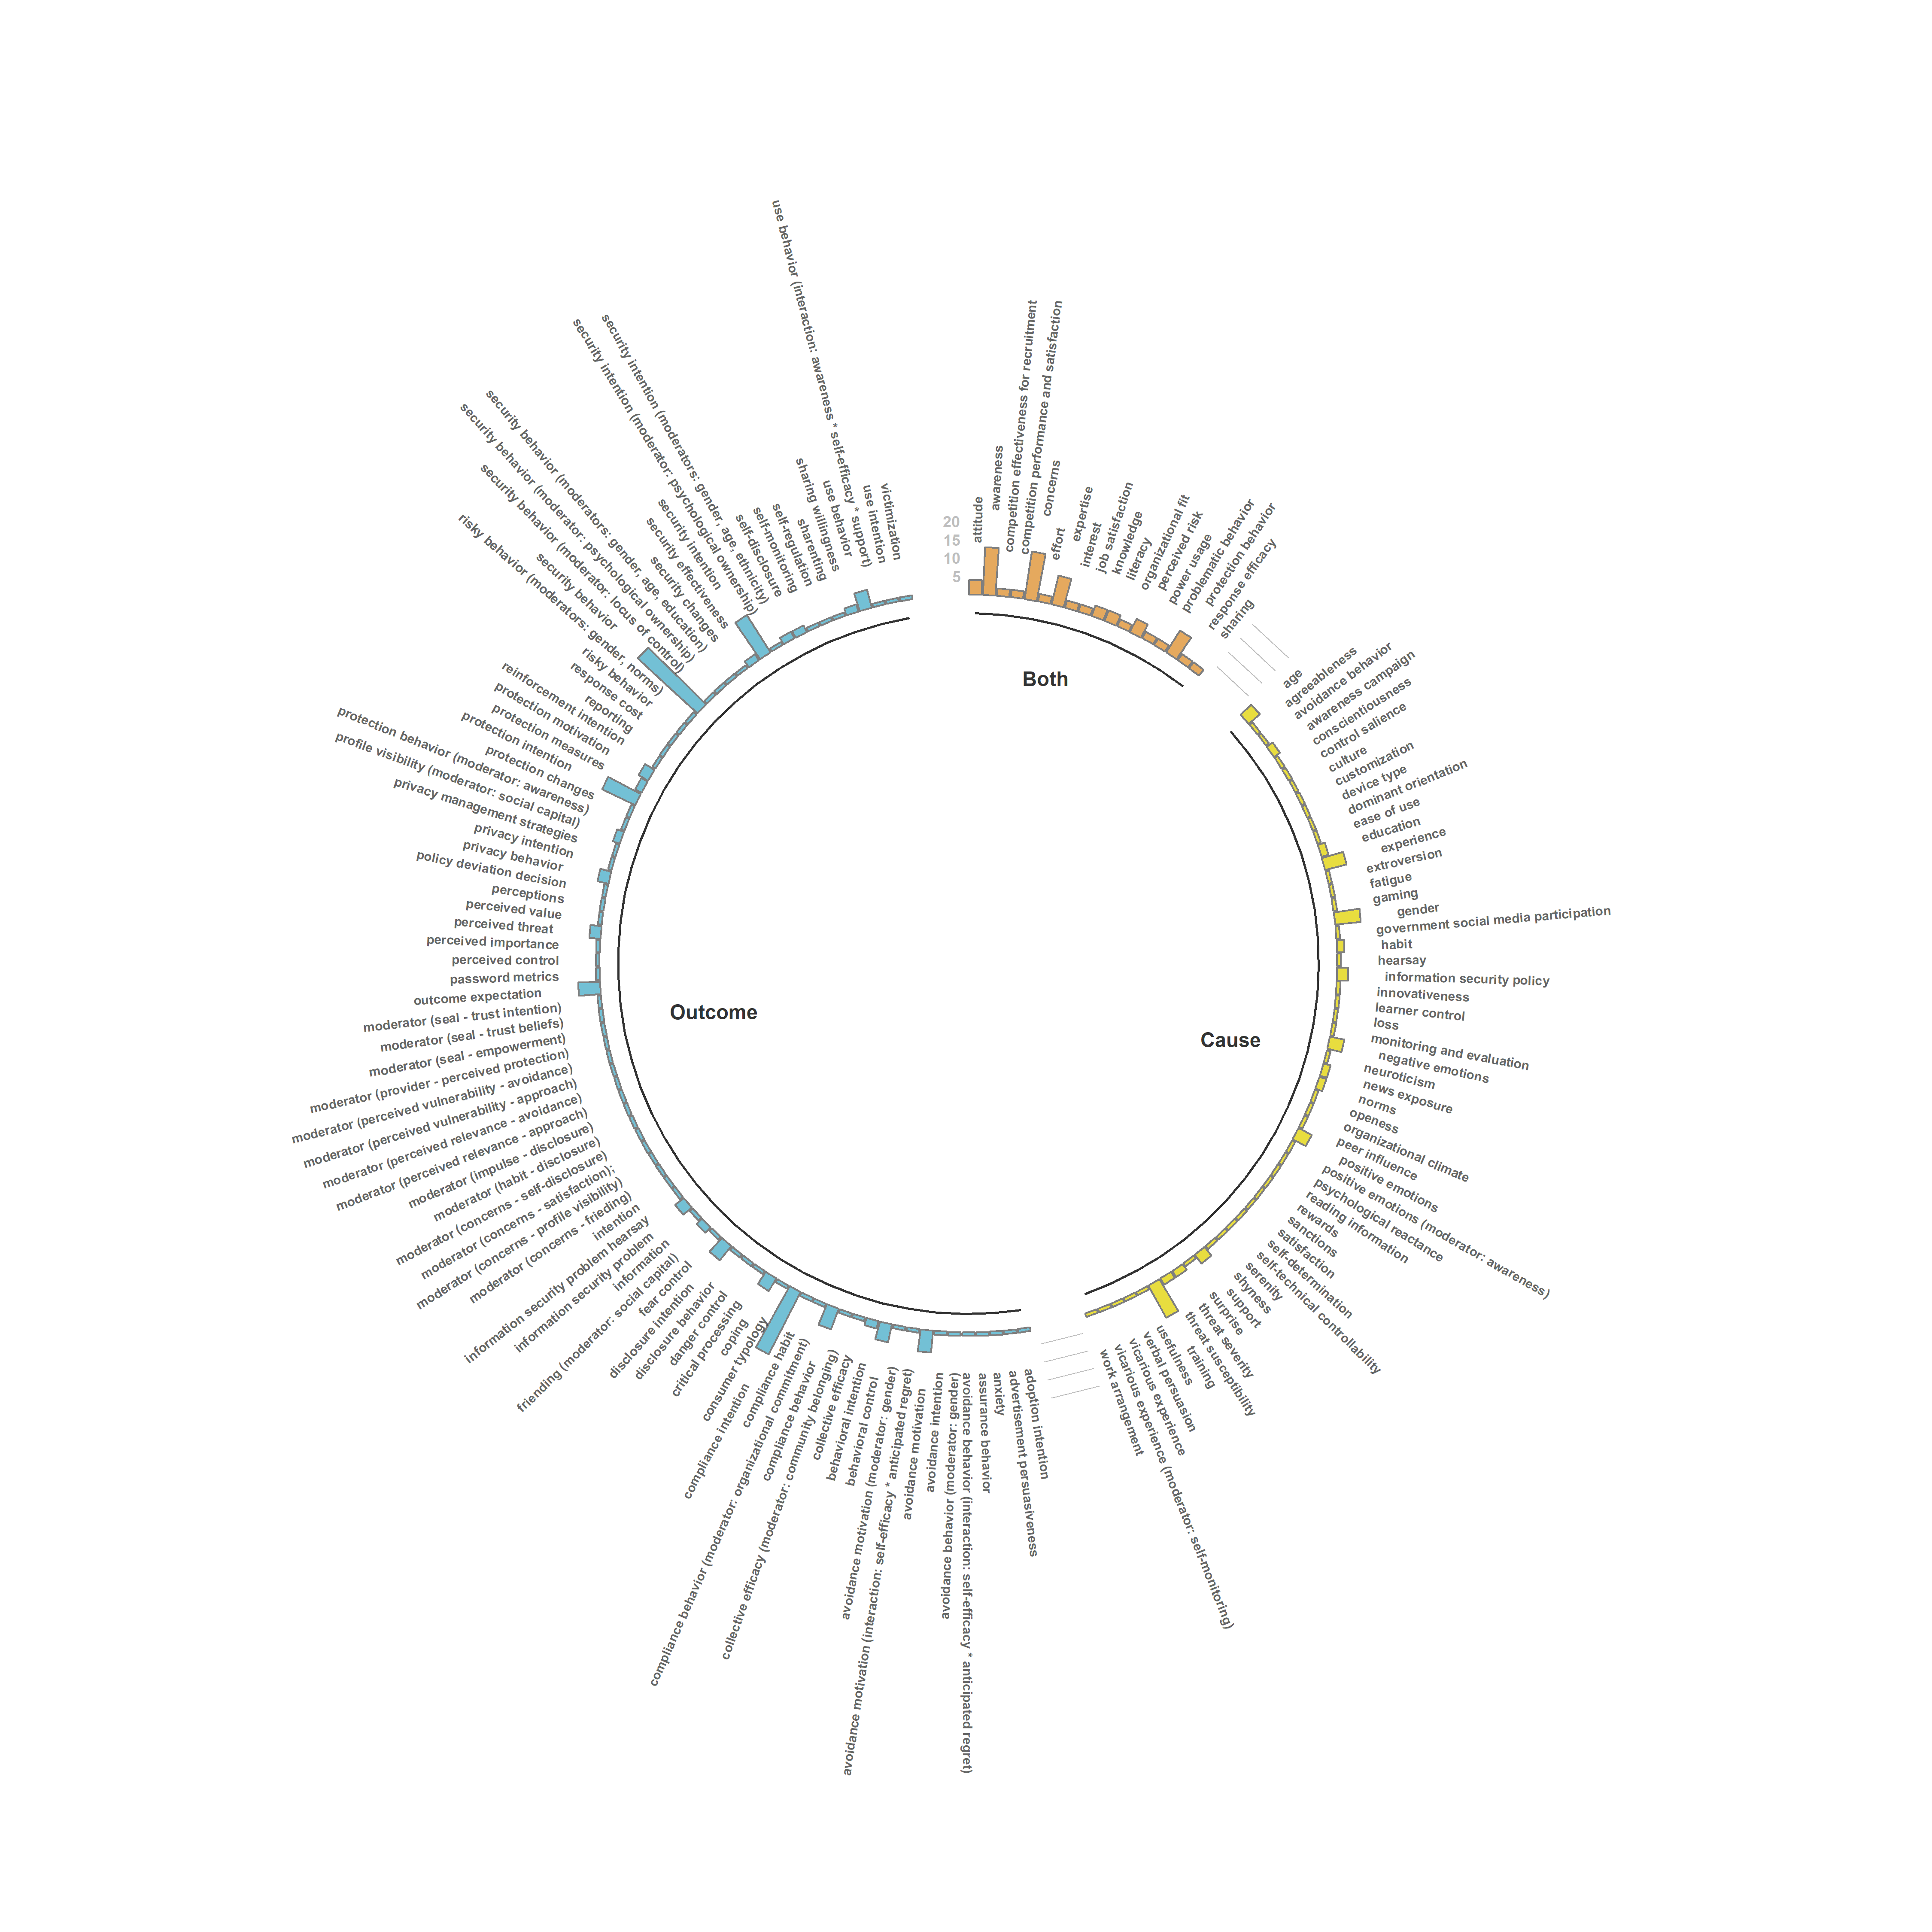 20
15
10
5
attitude
awareness
competition effectiveness for recruitment
competition performance and satisfaction
concerns
effort
expertise
interest
job satisfaction
knowledge
literacy
organizational fit
perceived risk
power usage
problematic behavior
protection behavior
response efficacy
sharing
age
agreeableness
avoidance behavior
awareness campaign
conscientiousness
control salience
culture
customization
device type
dominant orientation
ease of use
education
experience
extroversion
fatigue
gaming
gender
government social media participation
habit
hearsay
information security policy
innovativeness
learner control
loss
monitoring and evaluation
negative emotions
neuroticism
news exposure
norms
openness
organizational climate
peer influence
positive emotions
positive emotions (moderator: awareness)
psychological reactance
reading information
rewards
sanctions
satisfaction
self-determination
self-technical controllability
serenity
shyness
support
surprise
threat severity
threat susceptibility
training
usefulness
verbal persuasion
vicarious experience
vicarious experience (moderator: self-monitoring)
work arrangement
adoption intention
advertisement persuasiveness
anxiety
assurance behavior
avoidance behavior (interaction: self-efficacy * anticipated regret)
avoidance behavior (moderator: gender)
avoidance intention
avoidance motivation
avoidance motivation (interaction: self-efficacy * anticipated regret)
avoidance motivation (moderator: gender)
behavioral control
behavioral intention
collective efficacy
collective efficacy (moderator: community belonging)
compliance behavior
compliance behavior (moderator: organizational commitment)
compliance habit
compliance intention
consumer typology
coping
critical processing
danger control
disclosure behavior
disclosure intention
fear control
friending (moderator: social capital)
information
information security problem
information security problem hearsay
intention
moderator (concerns - frieding)
moderator (concerns - profile visibility)
moderator (concerns - satisfaction);
moderator (concerns - self-disclosure)
moderator (habit - disclosure)
moderator (impulse - disclosure)
moderator (perceived relevance - approach)
moderator (perceived relevance - avoidance)
moderator (perceived vulnerability - approach)
moderator (perceived vulnerability - avoidance)
moderator (provider - perceived protection)
moderator (seal - empowerment)
moderator (seal - trust beliefs)
moderator (seal - trust intention)
outcome expectation
password metrics
perceived control
perceived importance
perceived threat
perceived value
perceptions
policy deviation decision
privacy behavior
privacy intention
privacy management strategies
profile visibility (moderator: social capital)
protection behavior (moderator: awareness)
protection changes
protection intention
protection measures
protection motivation
reinforcement intention
reporting
response cost
risky behavior
risky behavior (moderators: gender, norms)
security behavior
security behavior (moderator: locus of control)
security behavior (moderator: psychological ownership)
security behavior (moderators: gender, age, education)
security changes
security effectiveness
security intention
security intention (moderator: psychological ownership)
security intention (moderators: gender, age, ethnicity)
self-disclosure
self-monitoring
self-regulation
sharenting
sharing willingness
use behavior
use behavior (interaction: awareness * self-efficacy * support)
use intention
victimization
Both
Cause
Outcome